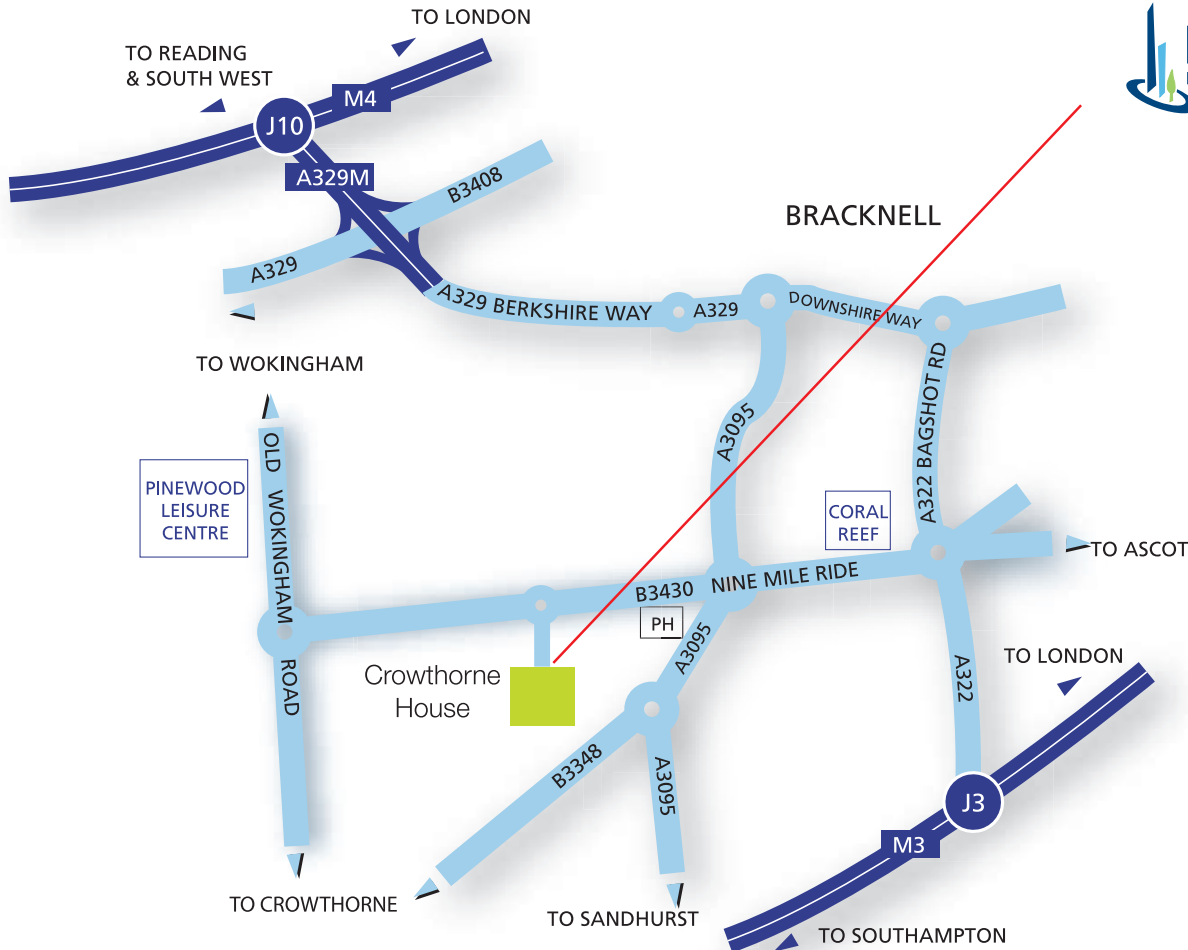 TO LONDON
TO READING
& SOUTH WEST
M4
J10
A329M
B3408
A329
BRACKNELL
A329 BERKSHIRE WAY
A329
DOWNSHIRE WAY
TO WOKINGHAM
A322 BAGSHOT RD
A3095
OLD WOKINGHAM ROAD
PINEWOOD
LEISURE
CENTRE
CORAL
REEF
TO ASCOT
B3430 NINE MILE RIDE
PH
A3095
Crowthorne
House
A322
TO LONDON
B3348
A3095
J3
M3
TO CROWTHORNE
TO SANDHURST
TO SOUTHAMPTON